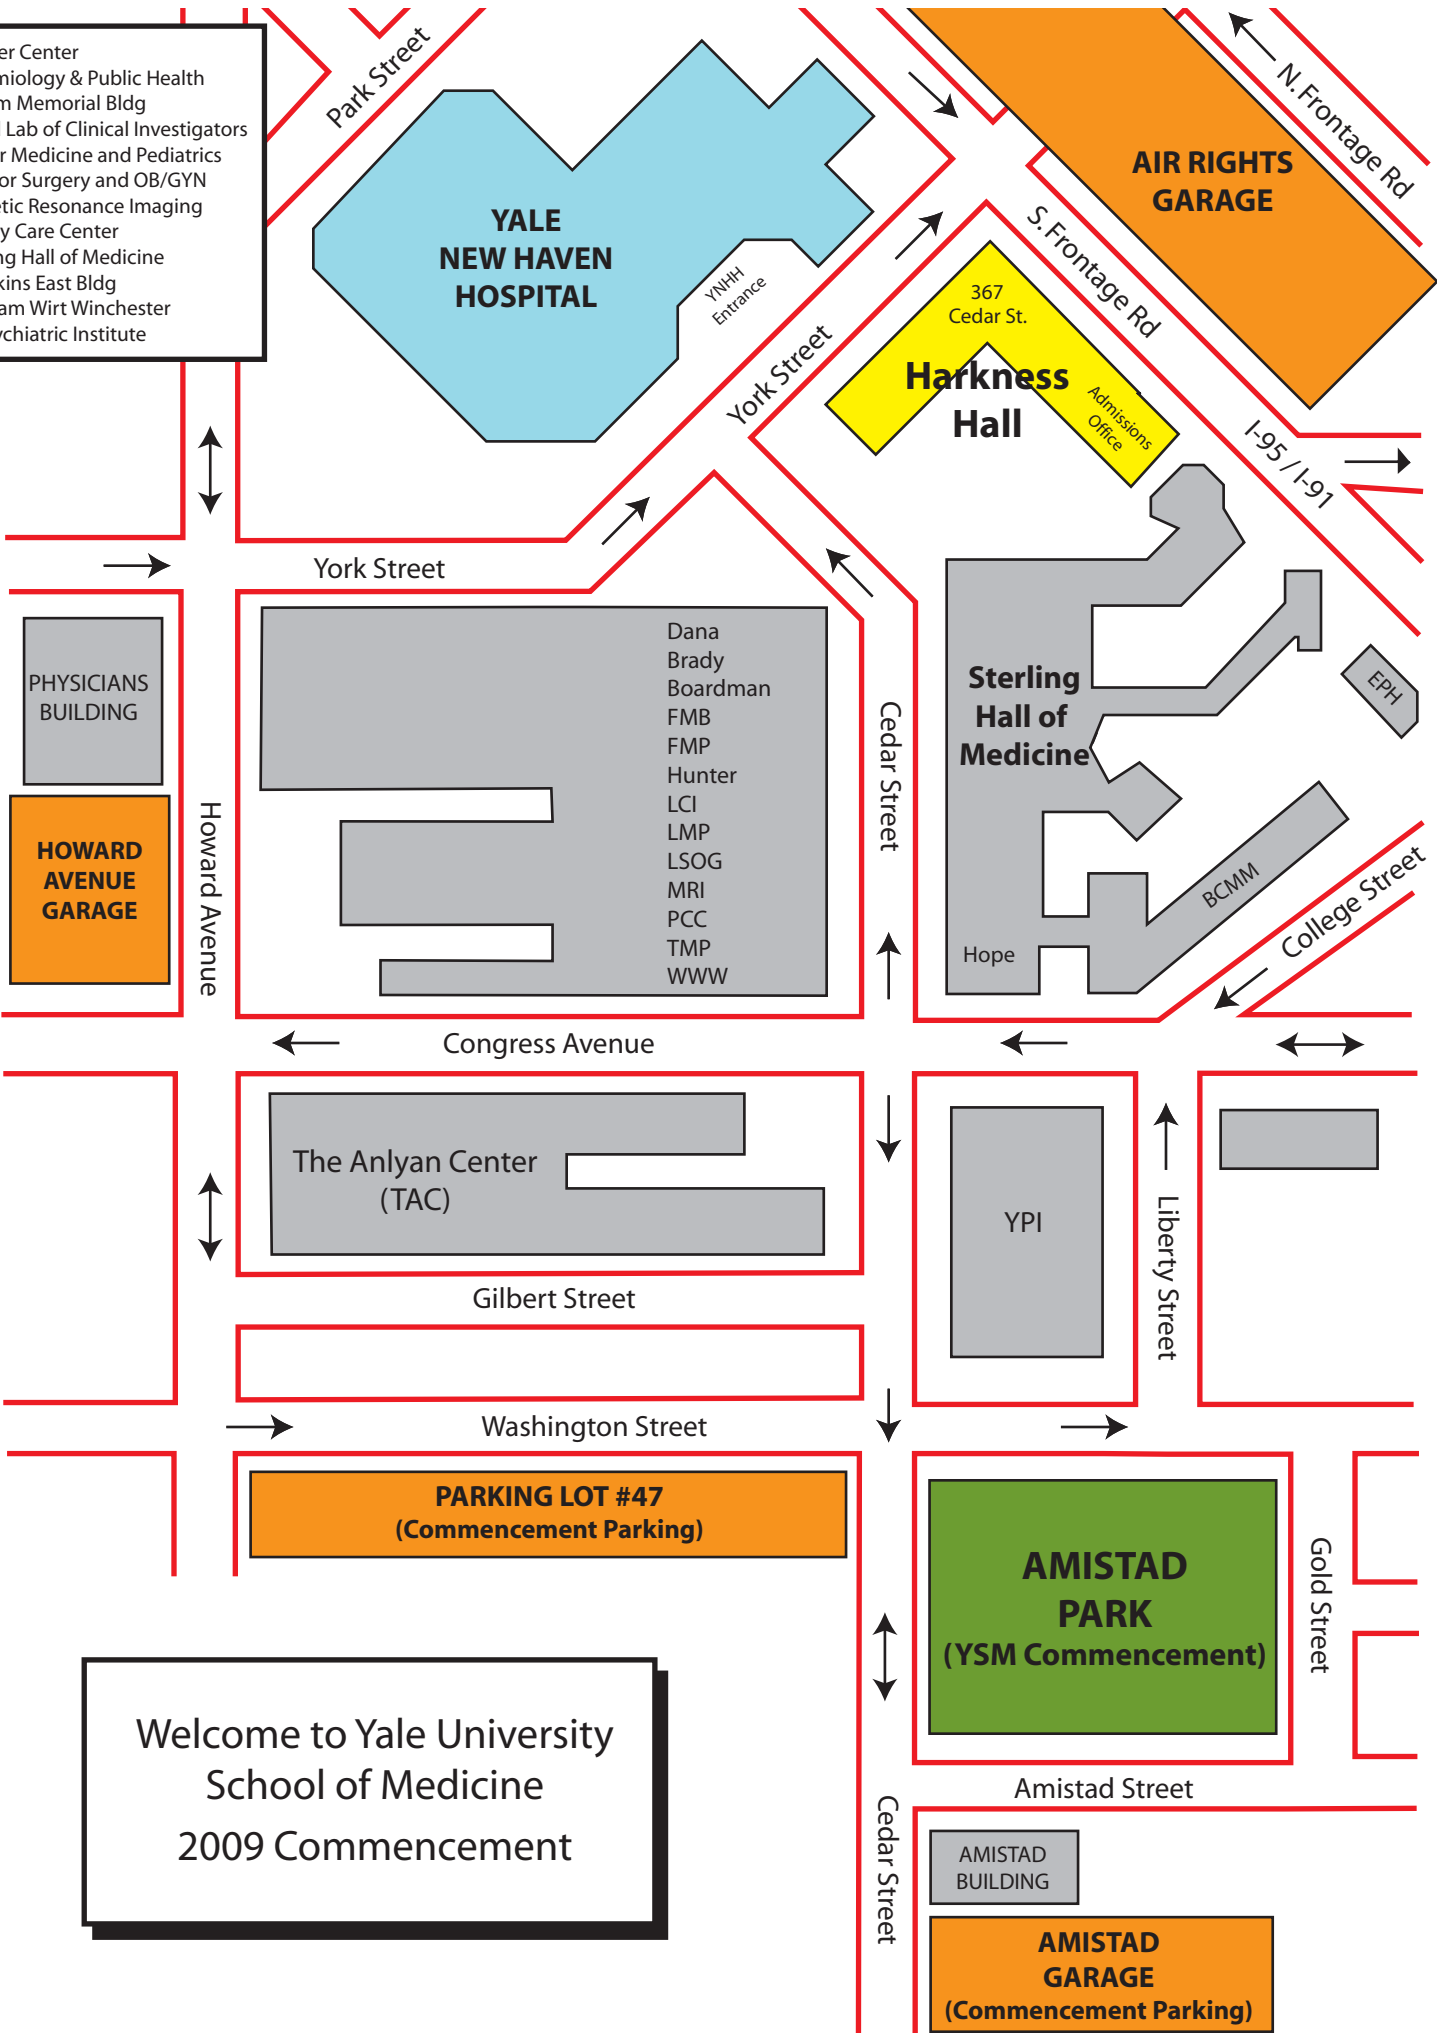 er Center
miology & Public Health
m Memorial Bldg
l Lab of Clinical Investigators
r Medicine and Pediatrics
or Surgery and OB/GYN
etic Resonance Imaging
y Care Center
ng Hall of Medicine
kins East Bldg
am Wirt Winchester
ychiatric Institute
Park Street
YALE
NEW HAVEN
HOSPITAL
YNHH
Entrance
York Street
N. Frontage Rd
AIR RIGHTS
GARAGE
S. Frontage Rd
367
Cedar St.
Harkness
Hall
Admissions
Office
I-95 / I-91
York Street
PHYSICIANS
BUILDING
HOWARD
AVENUE
GARAGE
Howard Avenue
Dana
Brady
Boardman
FMB
FMP
Hunter
LCI
LMP
LSOG
MRI
PCC
TMP
WWW
Cedar Street
Sterling
Hall of
Medicine
EPH
BCMM
Hope
College Street
Congress Avenue
The Anlyan Center
(TAC)
YPI
Liberty Street
Gilbert Street
Washington Street
PARKING LOT #47
(Commencement Parking)
AMISTAD
PARK
(YSM Commencement)
Gold Street
Welcome to Yale University
School of Medicine
2009 Commencement
Amistad Street
Cedar Street
AMISTAD
BUILDING
AMISTAD
GARAGE
(Commencement Parking)